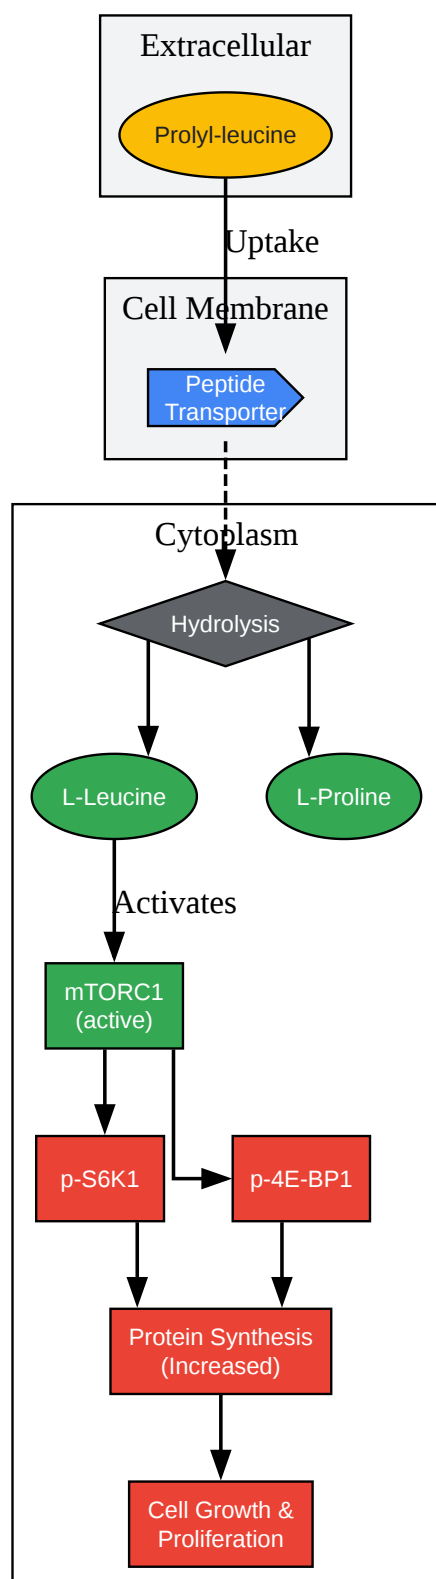 Extracellular
Prolyl-leucine
Uptake
Cell Membrane
Peptide
Transporter
Cytoplasm
Hydrolysis
L-Leucine
L-Proline
Activates
mTORC1
(active)
p-S6K1
p-4E-BP1
Protein Synthesis
(Increased)
Cell Growth &
Proliferation